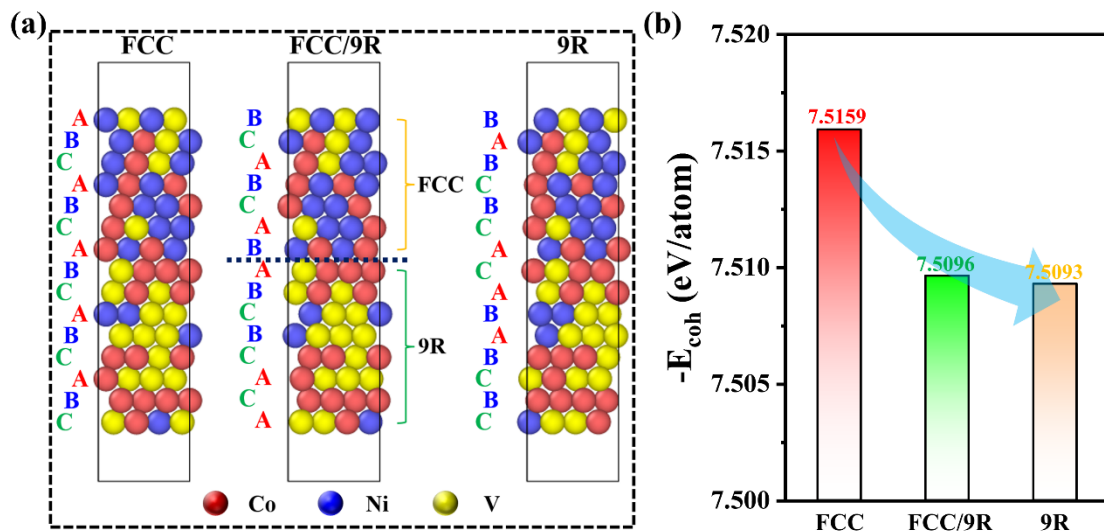 (a)
FCC
A
B
C
A
B
C
A
B
C
A
B
C
A
B
C
FCC/9R
B
C
A
B
C
A
B
A
B
C
B
C
A
C
A
FCC
9R
9R
B
A
B
C
B
C
A
C
A
B
A
B
C
B
C
Co
Ni
V
(b)
-E_coh (eV/atom)
7.520
7.515
7.510
7.505
7.500
7.5159
7.5096
7.5093
FCC
FCC/9R
9R